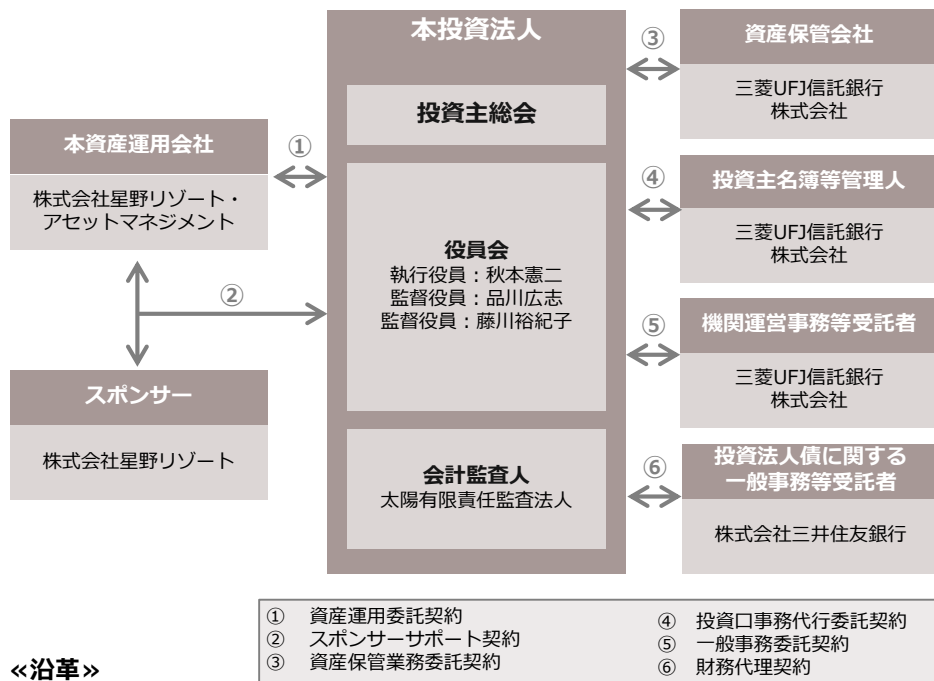 本投資法人
投資主総会
役員会
執行役員：秋本憲二
監督役員：品川広志
監督役員：藤川裕紀子
会計監査人
太陽有限責任監査法人
本資産運用会社
株式会社星野リゾート・
アセットマネジメント
①
②
スポンサー
株式会社星野リゾート
③
資産保管会社
三菱UFJ信託銀行
株式会社
④
投資主名簿等管理人
三菱UFJ信託銀行
株式会社
⑤
機関運営事務等受託者
三菱UFJ信託銀行
株式会社
⑥
投資法人債に関する
一般事務等受託者
株式会社三井住友銀行
① 資産運用委託契約
② スポンサーサポート契約
③ 資産保管業務委託契約
④ 投資口事務代行委託契約
⑤ 一般事務委託契約
⑥ 財務代理契約
≪沿革≫